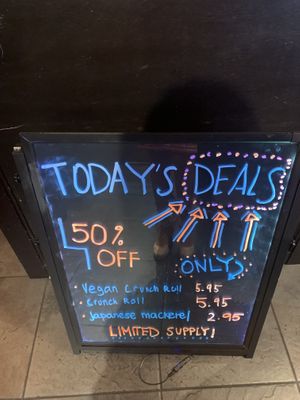 TODAY'S DEALS
50% OFF
ONLY
· Vegan Crunch Roll 5.95
· Crunch Roll 5.95
· Japanese mackerel 2.95
LIMITED SUPPLY!